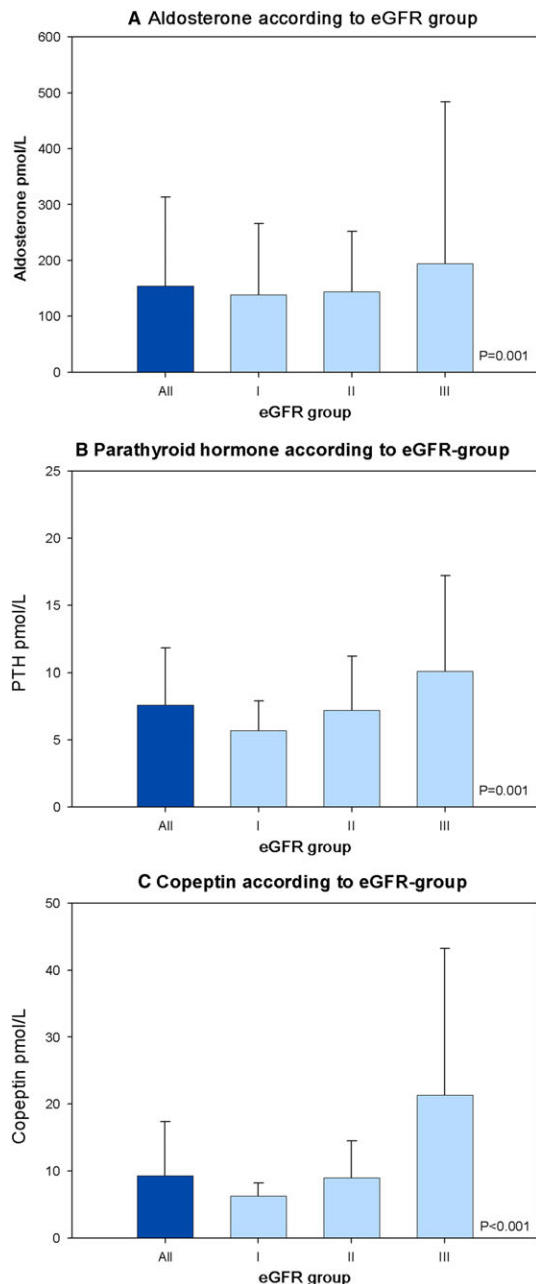 A Aldosterone according to eGFR group
600
500
400
300
200
100
0
Aldosterone pmol/L
P=0.001
All I II III
eGFR group
B Parathyroid hormone according to eGFR-group
25
20
15
10
5
0
PTH pmol/L
P=0.001
All I II III
eGFR group
C Copeptin according to eGFR-group
50
40
30
20
10
0
Copeptin pmol/L
P<0.001
All I II III
eGFR group